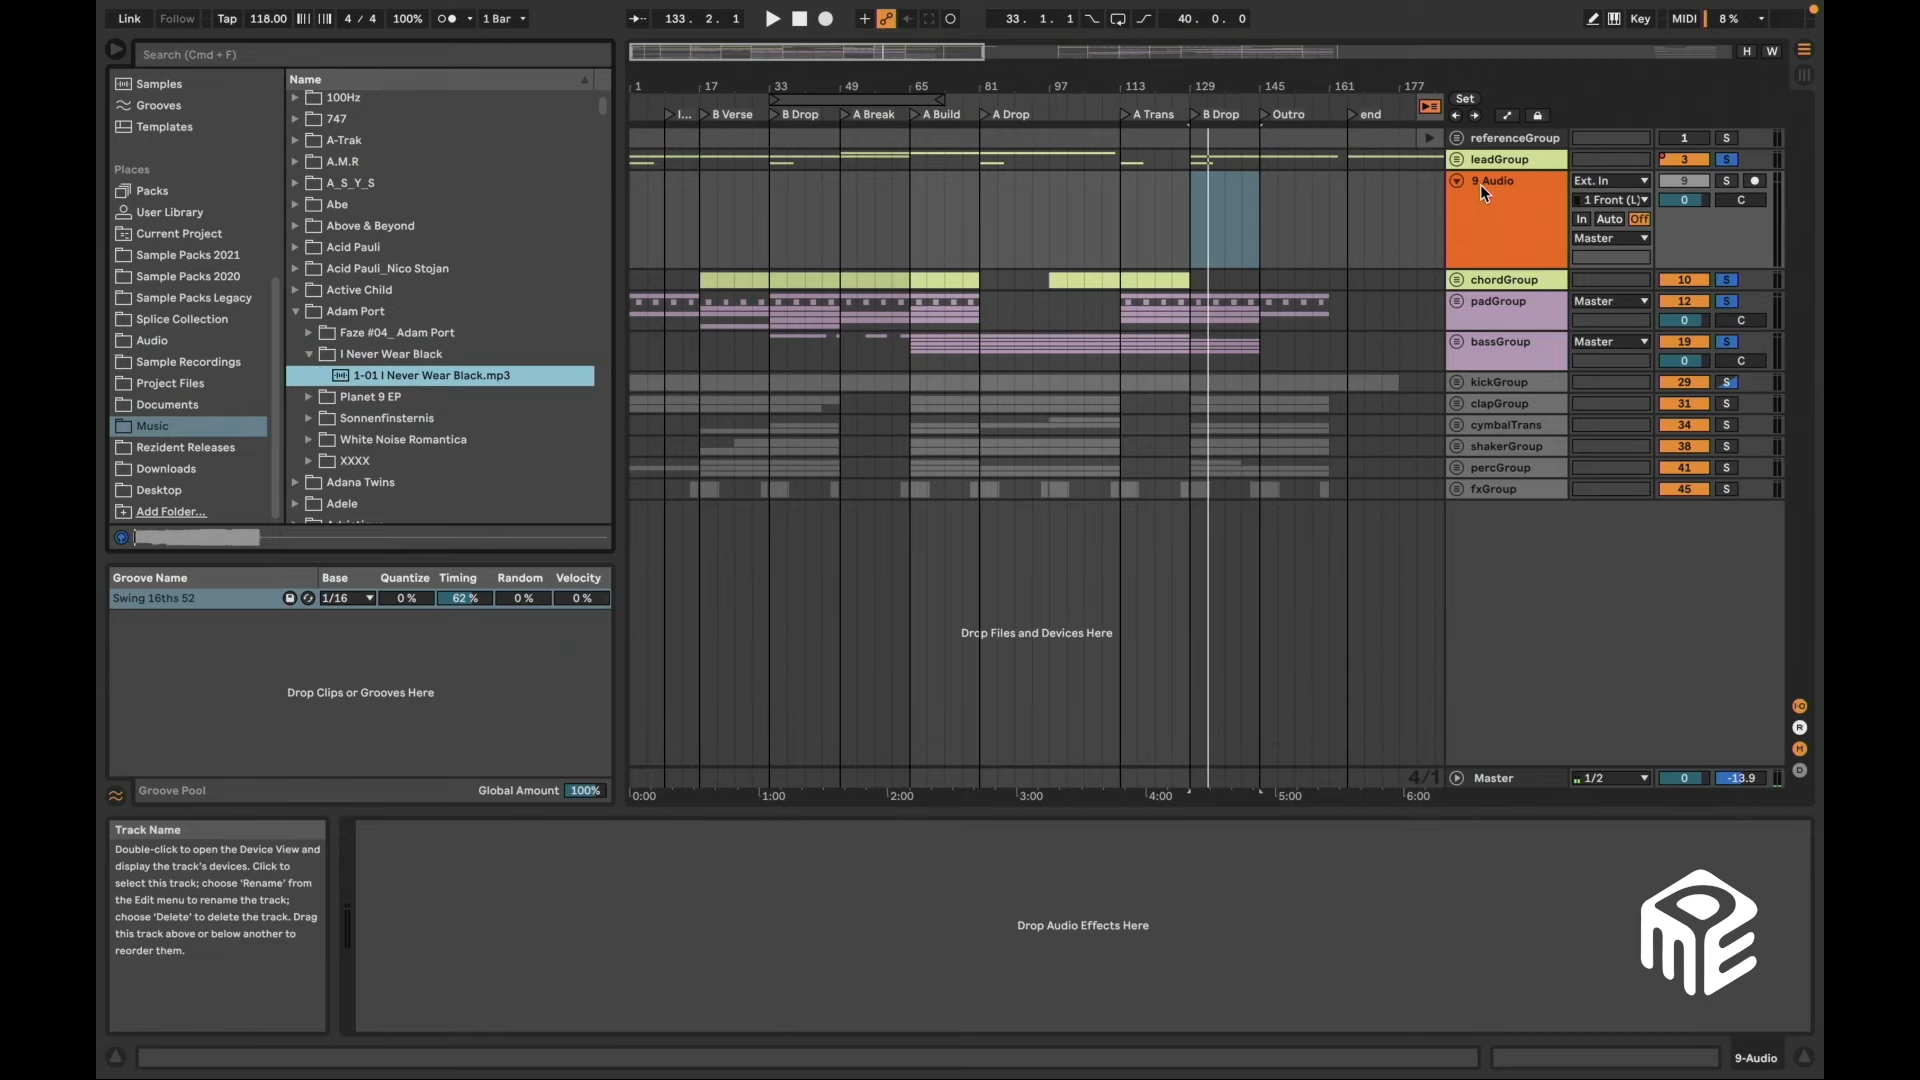 Link Follow Tap 118.00 4 / 4 100% 1 Bar 133. 2. 1 33. 1. 1 40. 0. 0 Key MIDI 8 %
Search (Cmd + F)
H W
Samples
Grooves
Templates
Places
Packs
User Library
Current Project
Sample Packs 2021
Sample Packs 2020
Sample Packs Legacy
Splice Collection
Audio
Sample Recordings
Project Files
Documents
Music
Rezident Releases
Downloads
Desktop
Add Folder...
Name
100Hz
747
A-Trak
A.M.R
A_S_Y_S
Abe
Above & Beyond
Acid Pauli
Acid Pauli_Nico Stojan
Active Child
Adam Port
Faze #04_ Adam Port
I Never Wear Black
1-01 I Never Wear Black.mp3
Planet 9 EP
Sonnenfinsternis
White Noise Romantica
XXXX
Adana Twins
Adele
1 17 33 49 65 81 97 113 129 145 161 177
I... B Verse B Drop A Break A Build A Drop A Trans B Drop Outro end
Set
referenceGroup 1 S
leadGroup 3 S
9 Audio Ext. In 9 S
1 Front (L) 0 C
In Auto Off
Master
chordGroup 10 S
padGroup Master 12 S
0 C
bassGroup Master 19 S
0 C
kickGroup 29 S
clapGroup 31 S
cymbalTrans 34 S
shakerGroup 38 S
percGroup 41 S
fxGroup 45 S
Drop Files and Devices Here
4/1
Master 1/2 0 -13.9
0:00 1:00 2:00 3:00 4:00 5:00 6:00
I·O
R
M
D
Groove Name Base Quantize Timing Random Velocity
Swing 16ths 52 1/16 0 % 62 % 0 % 0 %
Drop Clips or Grooves Here
Groove Pool Global Amount 100%
Track Name
Double-click to open the Device View and
display the track's devices. Click to
select this track; choose 'Rename' from
the Edit menu to rename the track;
choose 'Delete' to delete the track. Drag
this track above or below another to
reorder them.
Drop Audio Effects Here
9-Audio